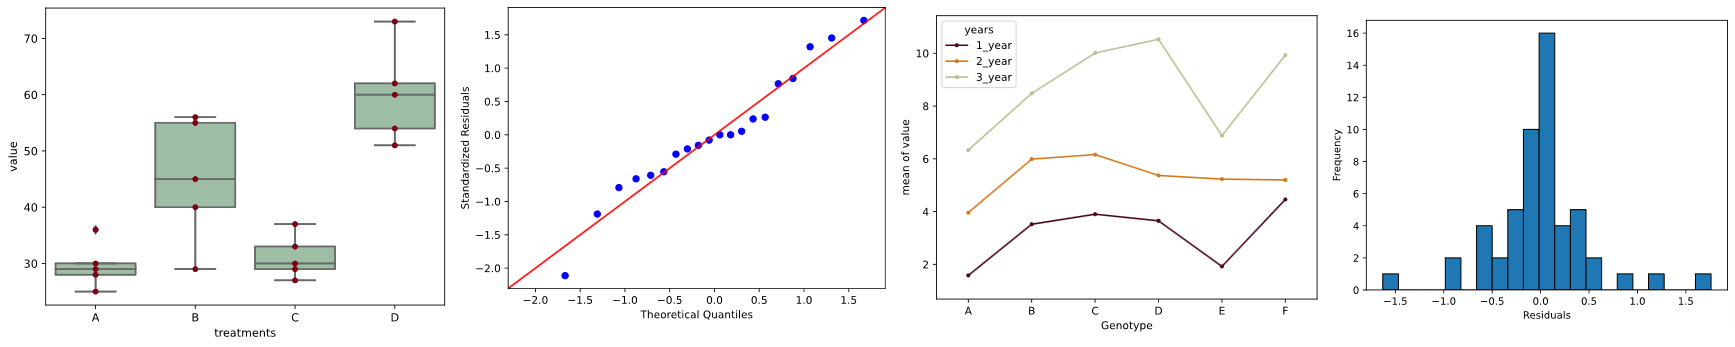 70
60
50
40
30
value
A B C D
treatments
1.5
1.0
0.5
0.0
−0.5
−1.0
−1.5
−2.0
Standardized Residuals
−2.0 −1.5 −1.0 −0.5 0.0 0.5 1.0 1.5
Theoretical Quantiles
years
1_year
2_year
3_year
10
8
6
4
2
mean of value
A B C D E F
Genotype
16
14
12
10
8
6
4
2
0
Frequency
−1.5 −1.0 −0.5 0.0 0.5 1.0 1.5
Residuals